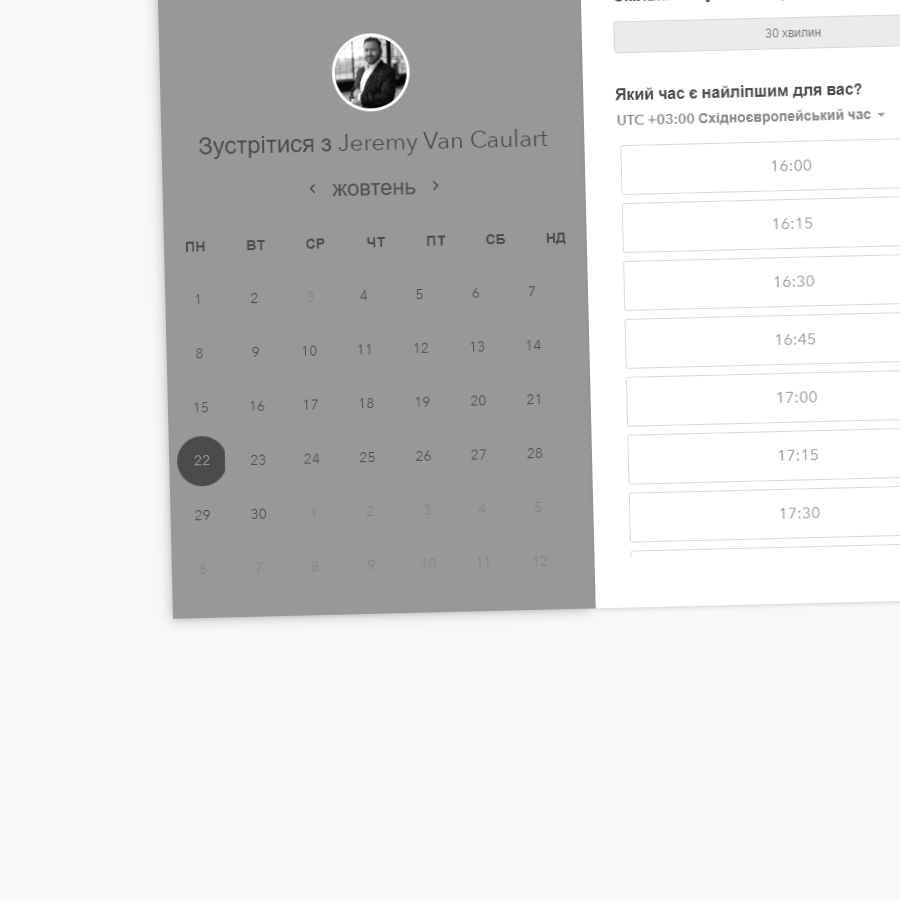 Зустрітися з Jeremy Van Caulart
‹ жовтень ›
ПН ВТ СР ЧТ ПТ СБ НД
1 2 3 4 5 6 7
8 9 10 11 12 13 14
15 16 17 18 19 20 21
22 23 24 25 26 27 28
29 30 1 2 3 4 5
6 7 8 9 10 11 12
30 хвилин
Який час є найліпшим для вас?
UTC +03:00 Східноєвропейський час
16:00
16:15
16:30
16:45
17:00
17:15
17:30